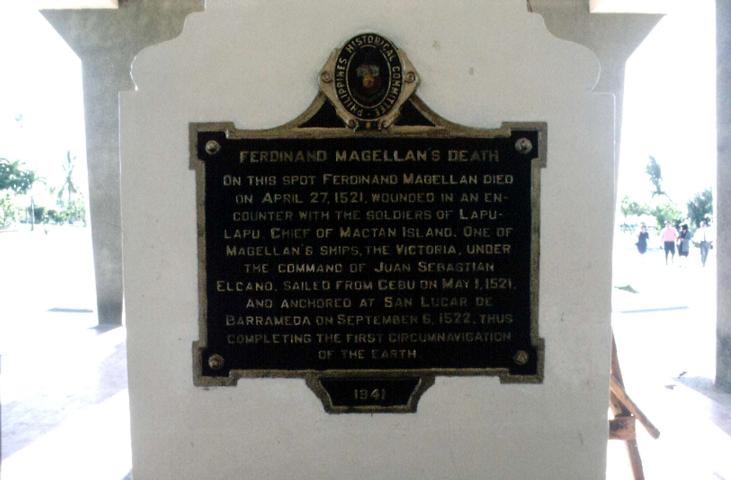 PHILIPPINES HISTORICAL COMMITTEE
FERDINAND MAGELLAN'S DEATH
ON THIS SPOT FERDINAND MAGELLAN DIED
ON APRIL 27, 1521, WOUNDED IN AN EN-
COUNTER WITH THE SOLDIERS OF LAPU-
LAPU, CHIEF OF MACTAN ISLAND. ONE OF
MAGELLAN'S SHIPS, THE VICTORIA, UNDER
THE COMMAND OF JUAN SEBASTIAN
ELCANO, SAILED FROM CEBU ON MAY 1, 1521,
AND ANCHORED AT SAN LUCAR DE
BARRAMEDA ON SEPTEMBER 6, 1522, THUS
COMPLETING THE FIRST CIRCUMNAVIGATION
OF THE EARTH.
1941